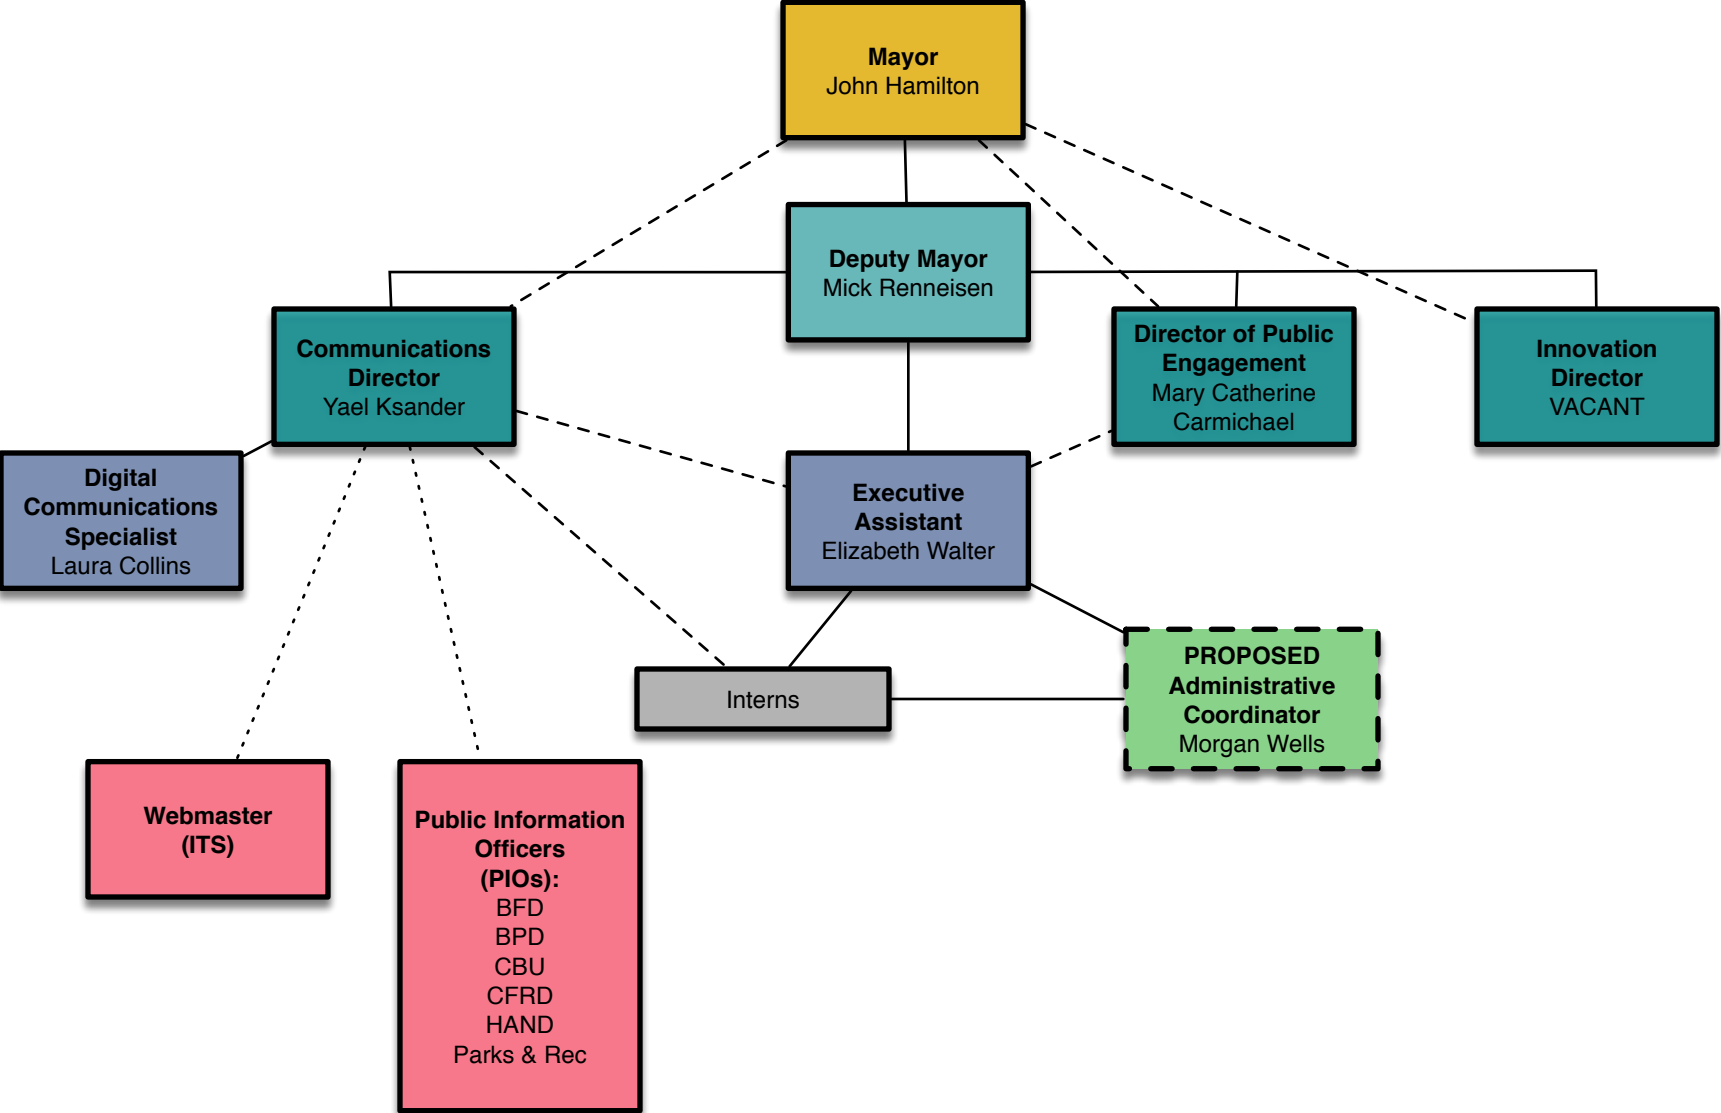 Mayor
John Hamilton
Deputy Mayor
Mick Renneisen
Communications
Director
Yael Ksander
Director of Public
Engagement
Mary Catherine
Carmichael
Innovation
Director
VACANT
Digital
Communications
Specialist
Laura Collins
Executive
Assistant
Elizabeth Walter
Interns
PROPOSED
Administrative
Coordinator
Morgan Wells
Webmaster
(ITS)
Public Information
Officers
(PIOs):
BFD
BPD
CBU
CFRD
HAND
Parks & Rec